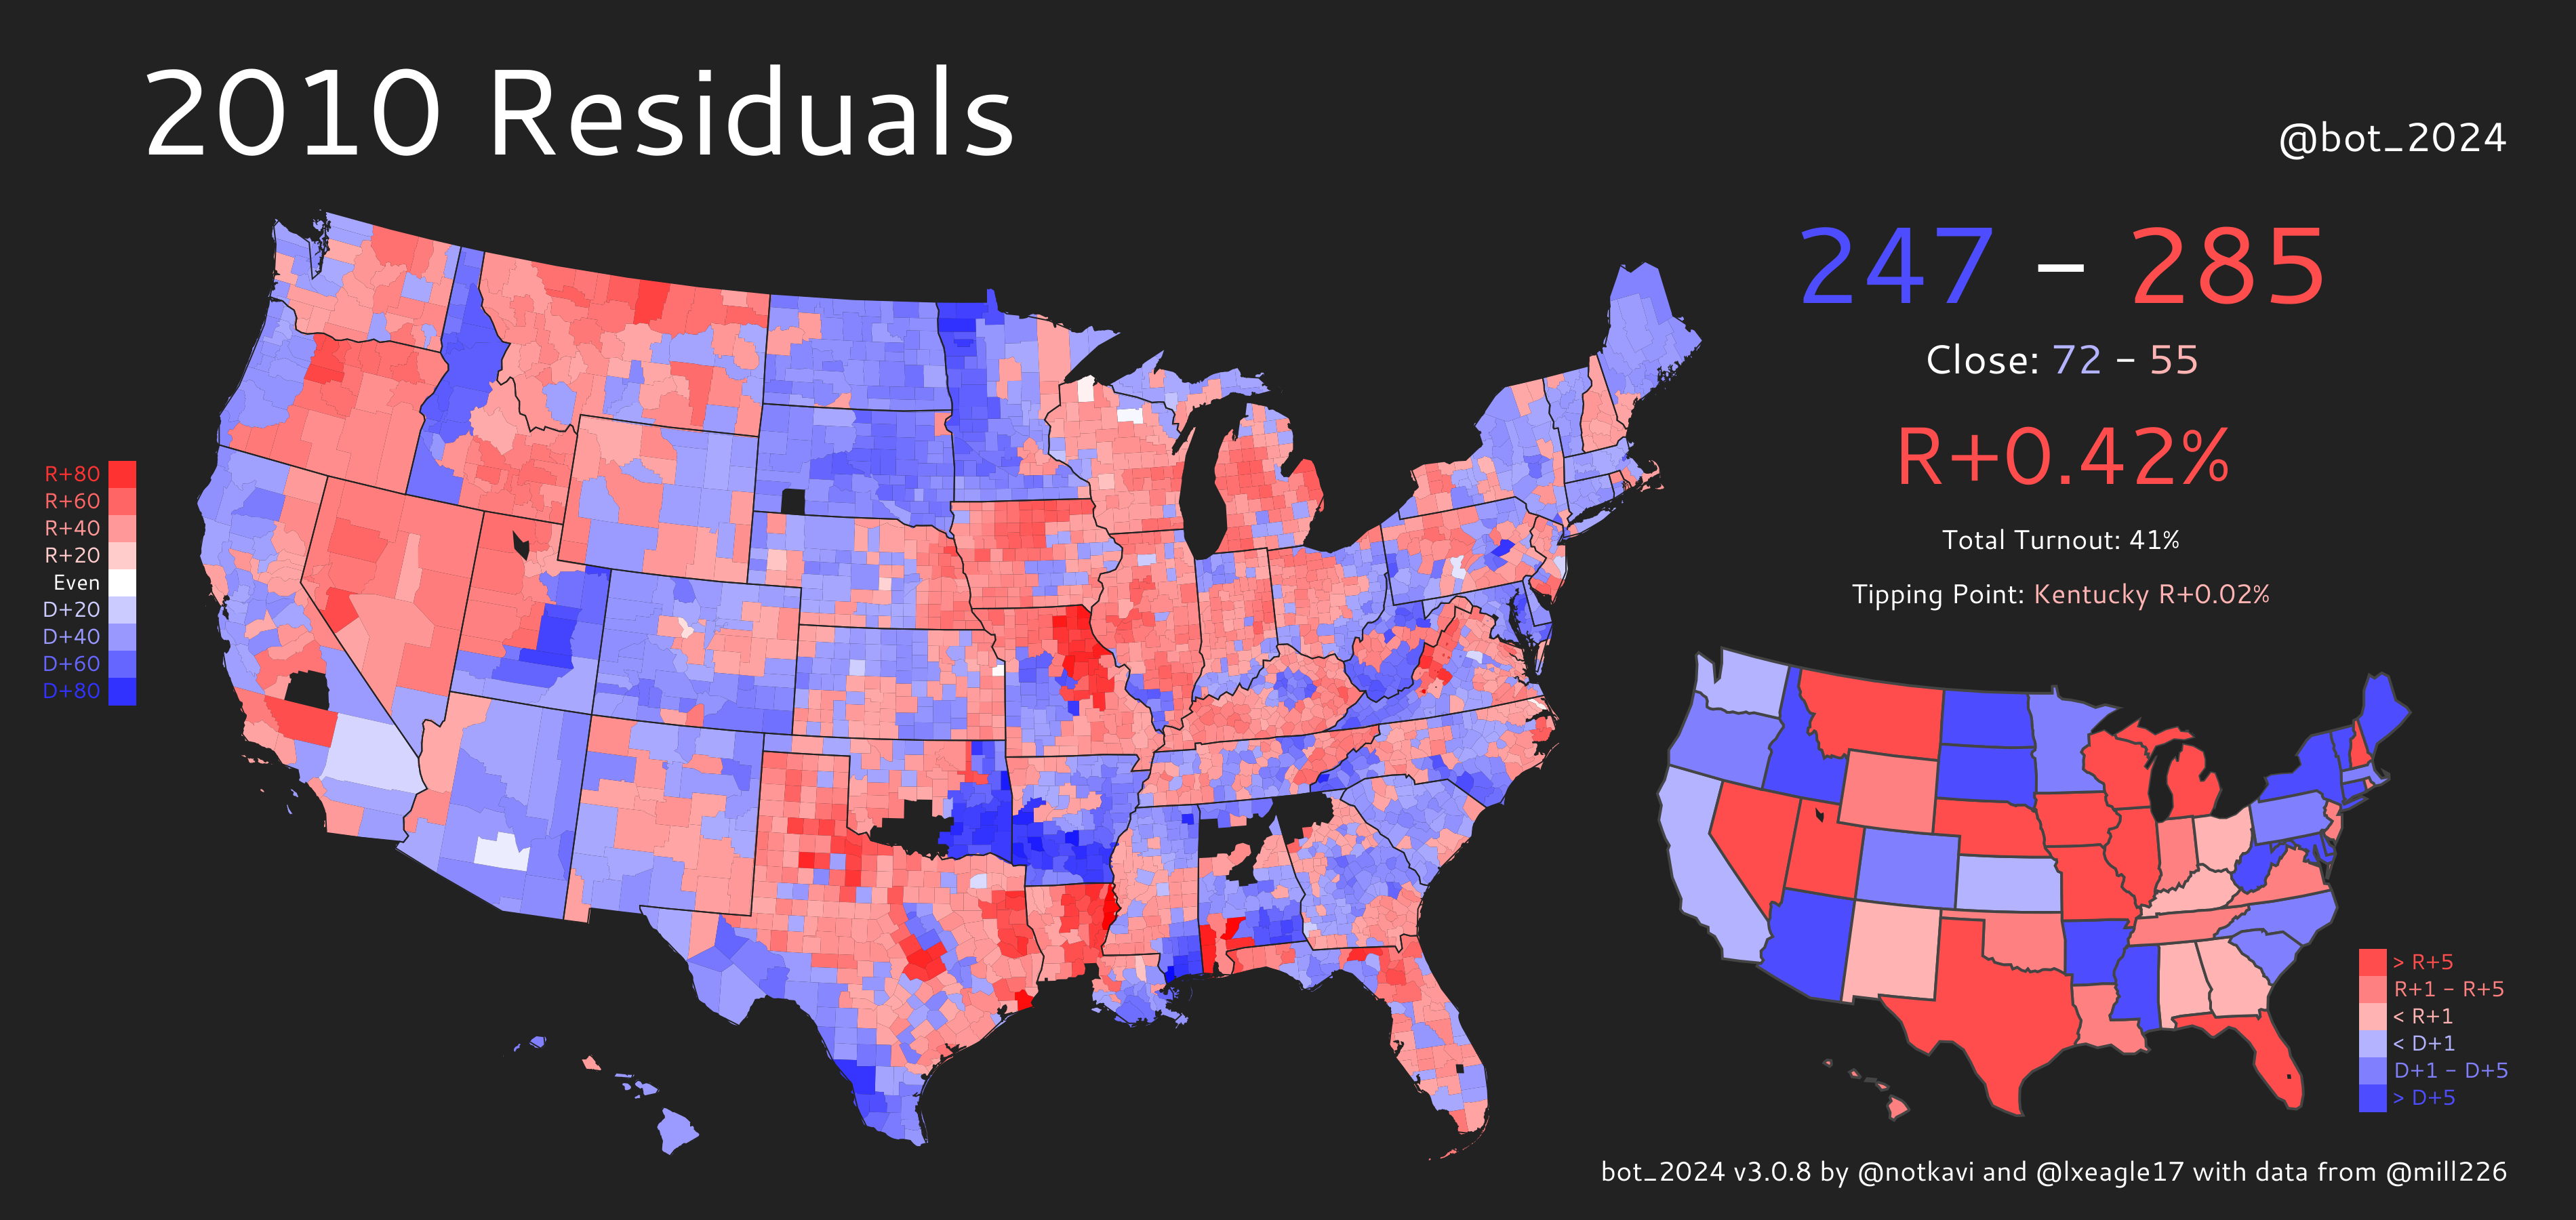 2010 Residuals
@bot_2024
247 – 285
Close: 72 – 55
R+0.42%
Total Turnout: 41%
Tipping Point: Kentucky R+0.02%
R+80
R+60
R+40
R+20
Even
D+20
D+40
D+60
D+80
> R+5
R+1 – R+5
< R+1
< D+1
D+1 – D+5
> D+5
bot_2024 v3.0.8 by @notkavi and @lxeagle17 with data from @mill226